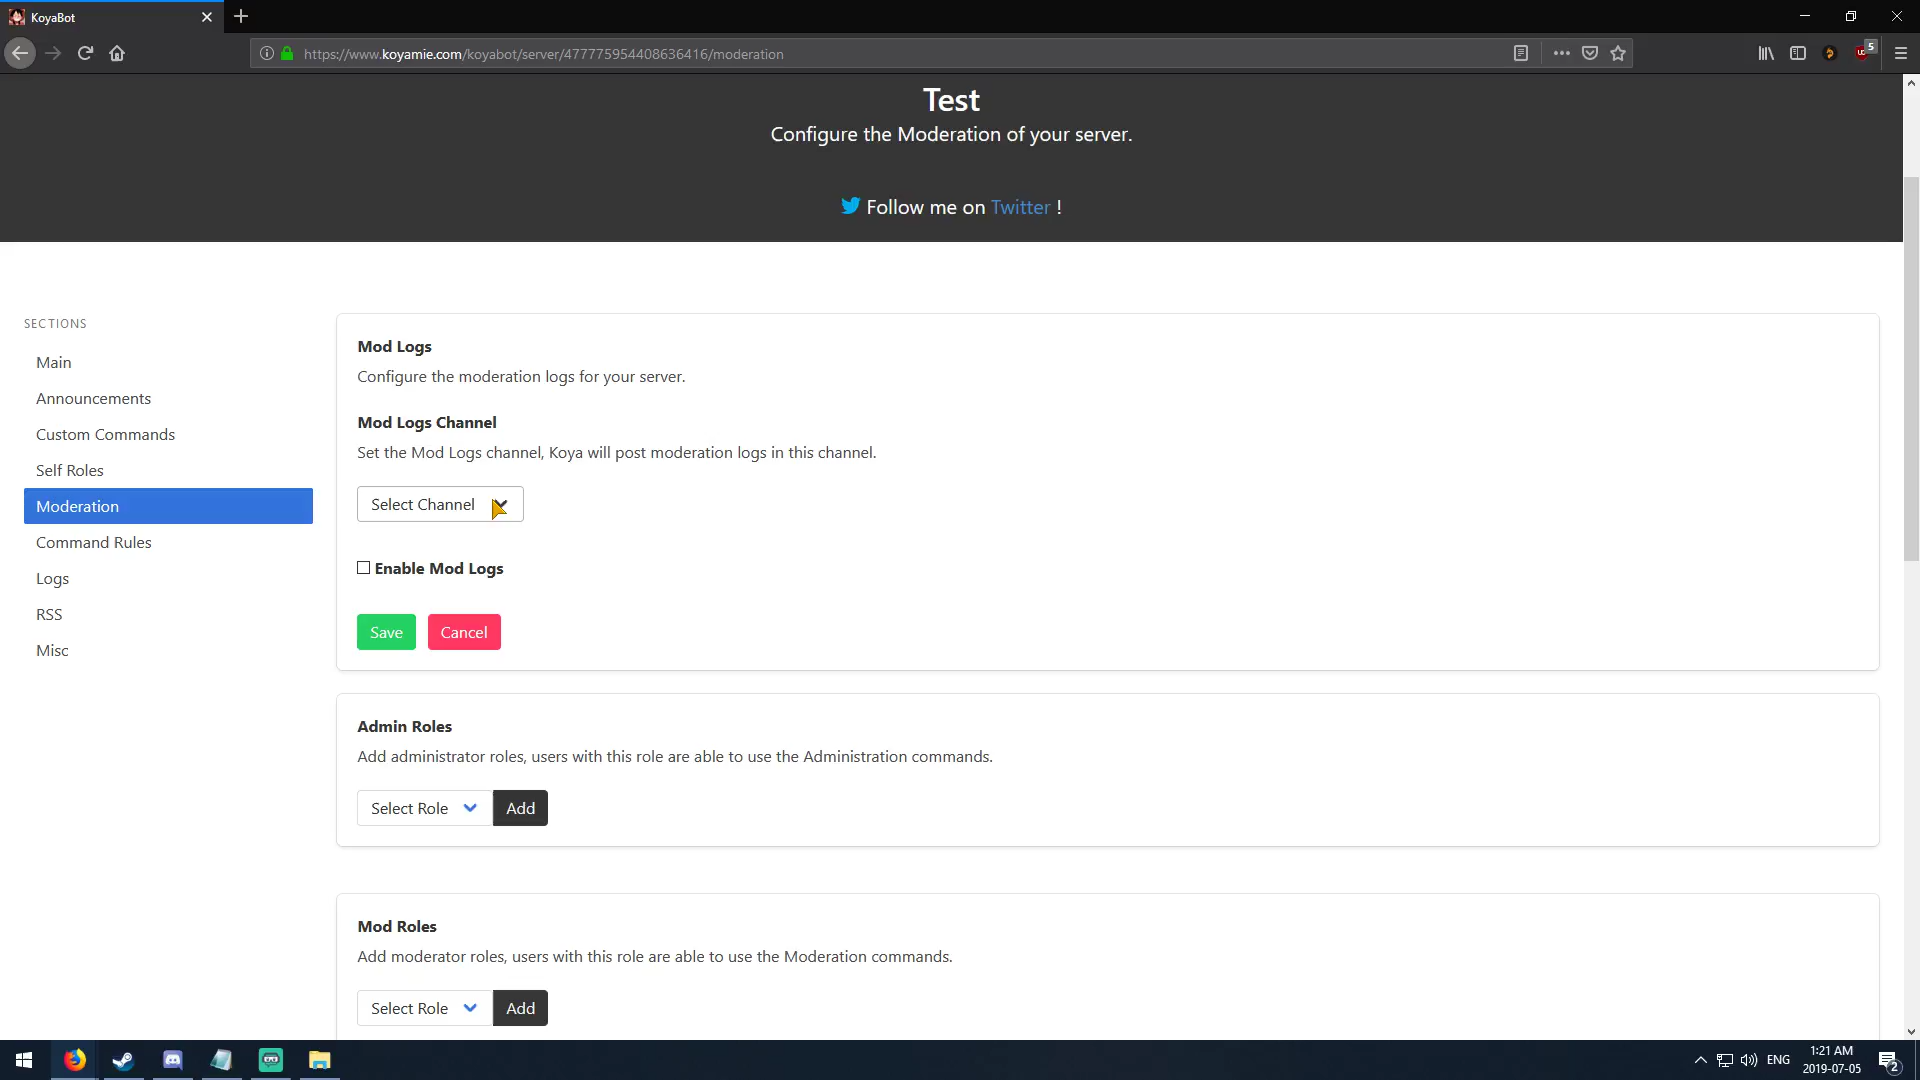 KoyaBot
https://www.koyamie.com/koyabot/server/477775954408636416/moderation
5
Test
Configure the Moderation of your server.
Follow me on Twitter !
SECTIONS
Main
Announcements
Custom Commands
Self Roles
Moderation
Command Rules
Logs
RSS
Misc
Mod Logs
Configure the moderation logs for your server.
Mod Logs Channel
Set the Mod Logs channel, Koya will post moderation logs in this channel.
Select Channel
Enable Mod Logs
Save Cancel
Admin Roles
Add administrator roles, users with this role are able to use the Administration commands.
Select Role Add
Mod Roles
Add moderator roles, users with this role are able to use the Moderation commands.
Select Role Add
ENG
1:21 AM
2019-07-05
2